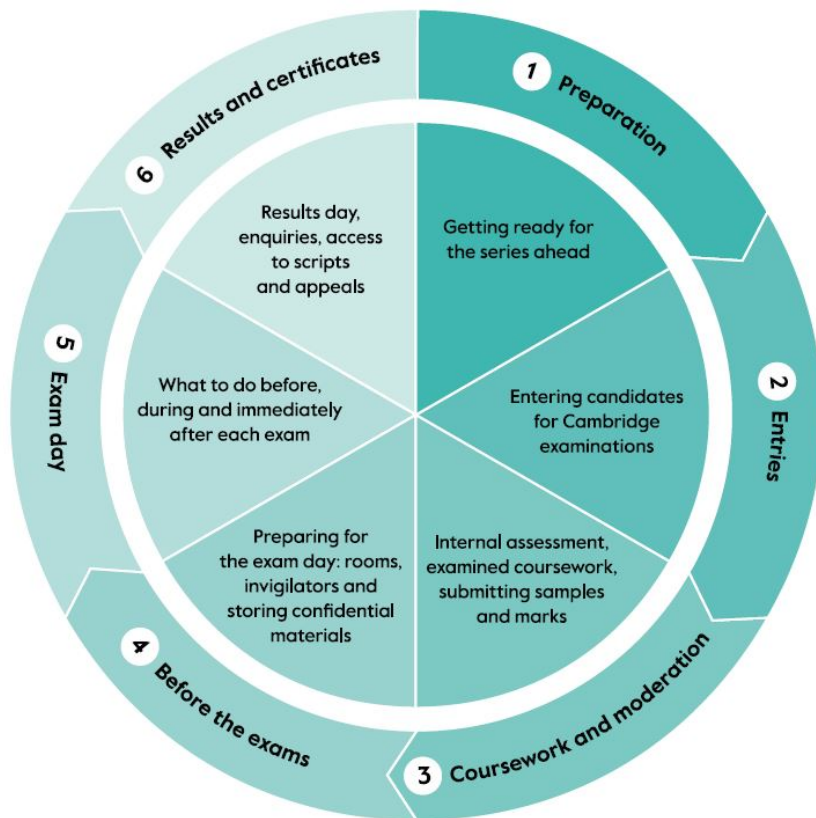 1 Preparation
Getting ready for
the series ahead
2 Entries
Entering candidates
for Cambridge
examinations
3 Coursework and moderation
Internal assessment,
examined coursework,
submitting samples
and marks
4 Before the exams
Preparing for
the exam day: rooms,
invigilators and
storing confidential
materials
5 Exam day
What to do before,
during and immediately
after each exam
6 Results and certificates
Results day,
enquiries, access
to scripts
and appeals